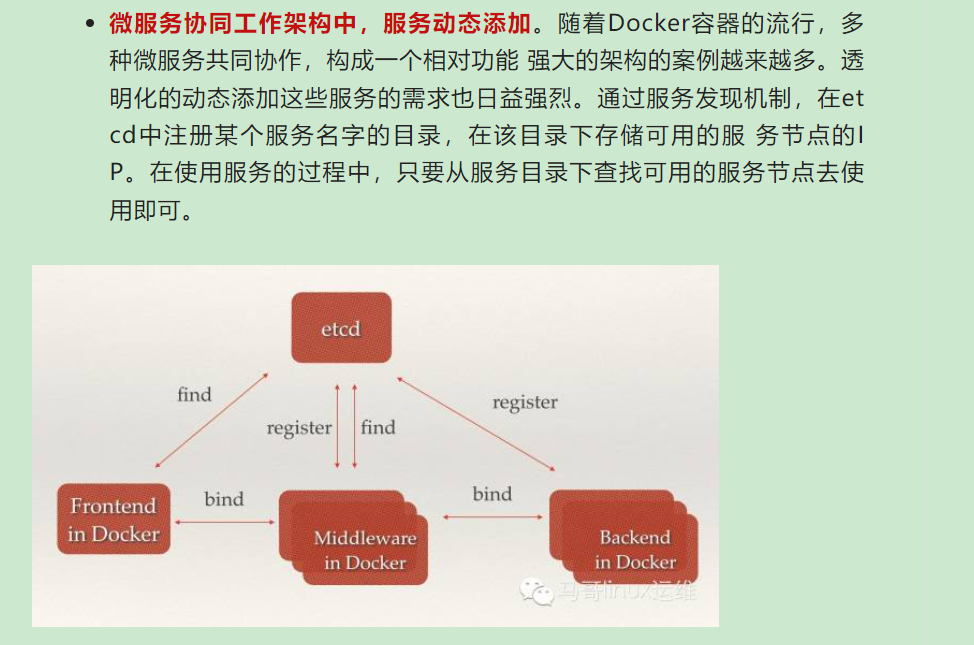 微服务协同工作架构中，服务动态添加。随着Docker容器的流行，多
种微服务共同协作，构成一个相对功能 强大的架构的案例越来越多。透
明化的动态添加这些服务的需求也日益强烈。通过服务发现机制，在et
cd中注册某个服务名字的目录，在该目录下存储可用的服 务节点的I
P。在使用服务的过程中，只要从服务目录下查找可用的服务节点去使
用即可。
etcd
find
register
find
register
Frontend
in Docker
bind
Middleware
in Docker
bind
Backend
in Docker
马哥linux运维